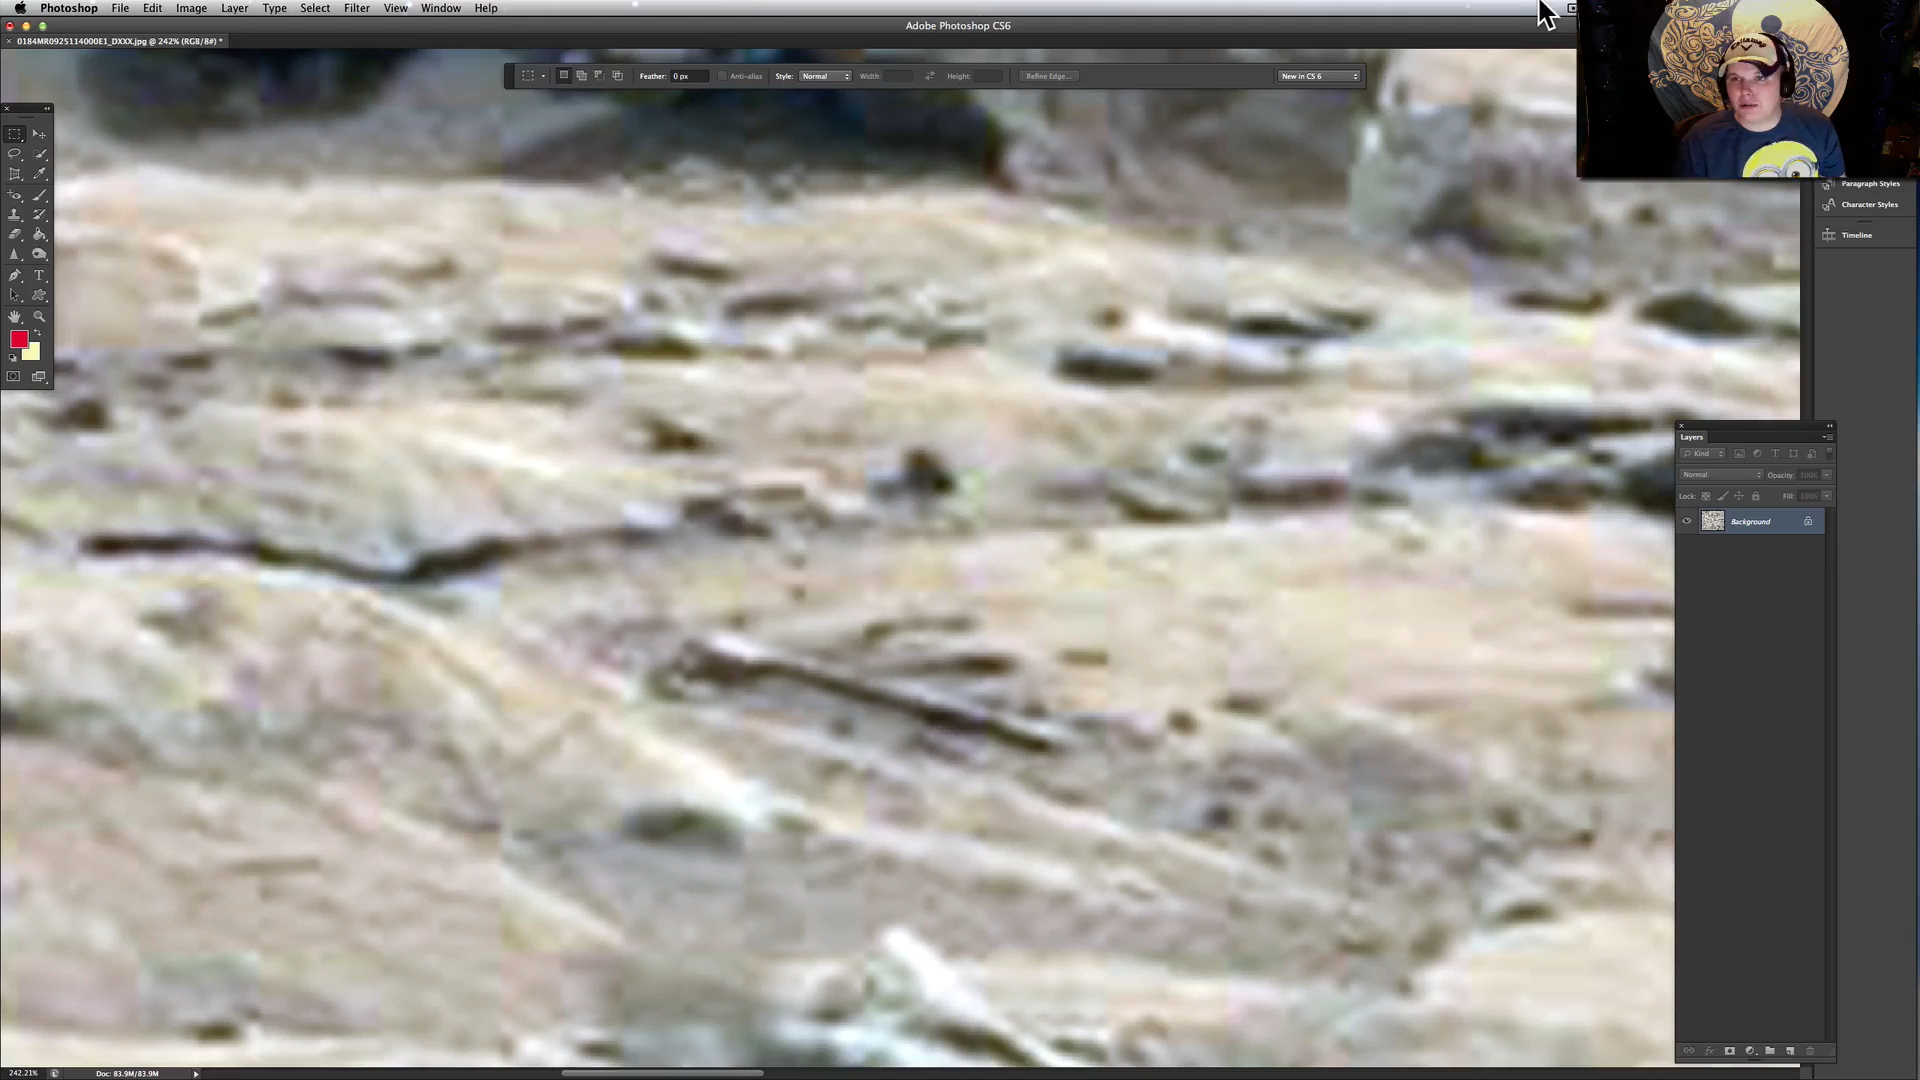 Photoshop File Edit Image Layer Type Select Filter View Window Help
Adobe Photoshop CS6
0184MR0925114000E1_DXXX.jpg @ 242% (RGB/8#) *
Feather: 0 px Anti-alias Style: Normal Width: Height: Refine Edge... New in CS 6
Paragraph Styles
Character Styles
Timeline
Layers
Kind
Normal Opacity: 100%
Lock: Fill: 100%
Background
242.21% Doc: 83.9M/83.9M